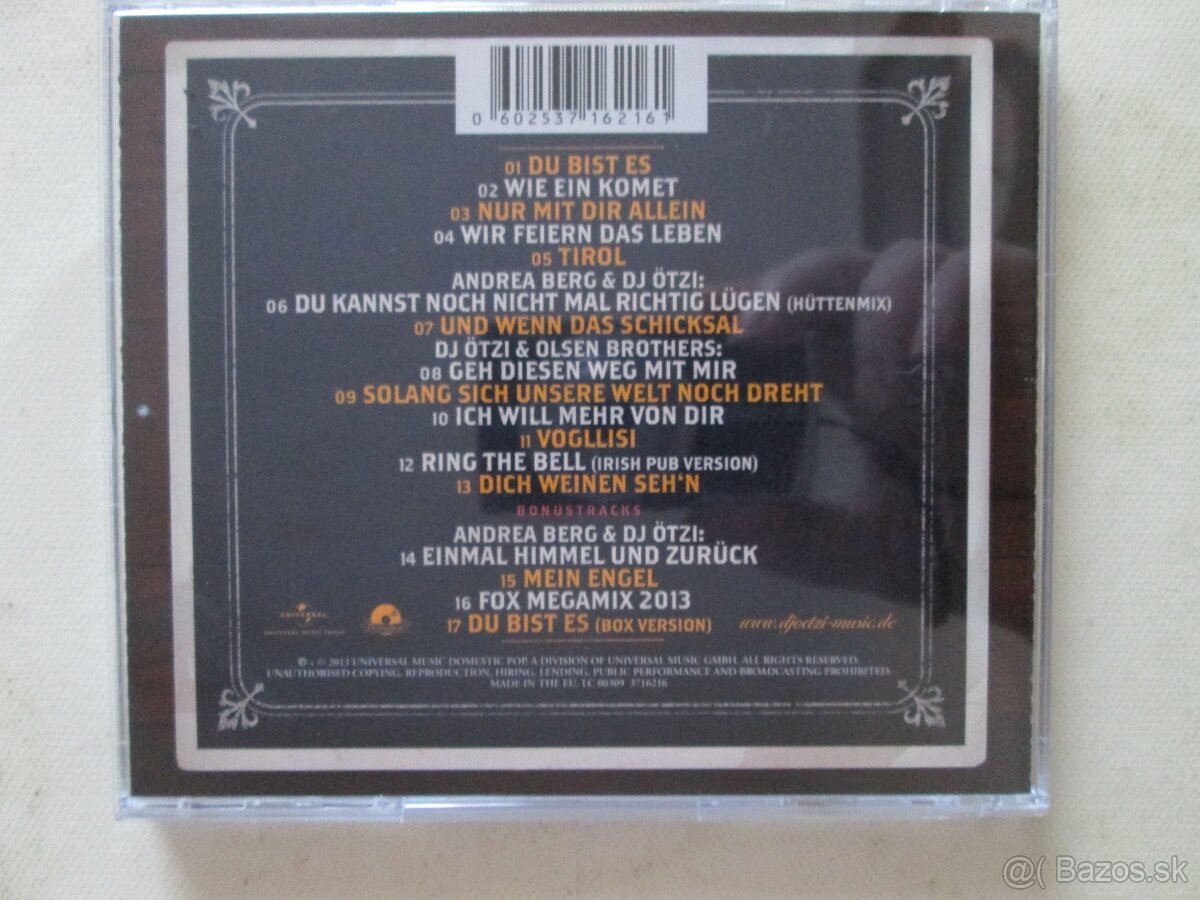 0 602537 162161
01 DU BIST ES
02 WIE EIN KOMET
03 NUR MIT DIR ALLEIN
04 WIR FEIERN DAS LEBEN
05 TIROL
ANDREA BERG & DJ ÖTZI:
06 DU KANNST NOCH NICHT MAL RICHTIG LÜGEN (HÜTTENMIX)
07 UND WENN DAS SCHICKSAL
DJ ÖTZI & OLSEN BROTHERS:
08 GEH DIESEN WEG MIT MIR
09 SOLANG SICH UNSERE WELT NOCH DREHT
10 ICH WILL MEHR VON DIR
11 VOGLLISI
12 RING THE BELL (IRISH PUB VERSION)
13 DICH WEINEN SEH'N
BONUSTRACKS
ANDREA BERG & DJ ÖTZI:
14 EINMAL HIMMEL UND ZURÜCK
15 MEIN ENGEL
16 FOX MEGAMIX 2013
17 DU BIST ES (BOX VERSION)
www.djoetzi-music.de
UNIVERSAL
UNIVERSAL MUSIC GROUP
℗ + © 2013 UNIVERSAL MUSIC DOMESTIC POP, A DIVISION OF UNIVERSAL MUSIC GMBH. ALL RIGHTS RESERVED.
UNAUTHORISED COPYING, REPRODUCTION, HIRING, LENDING, PUBLIC PERFORMANCE AND BROADCASTING PROHIBITED.
MADE IN THE EU. LC 00309 3716216
@( Bazos.sk